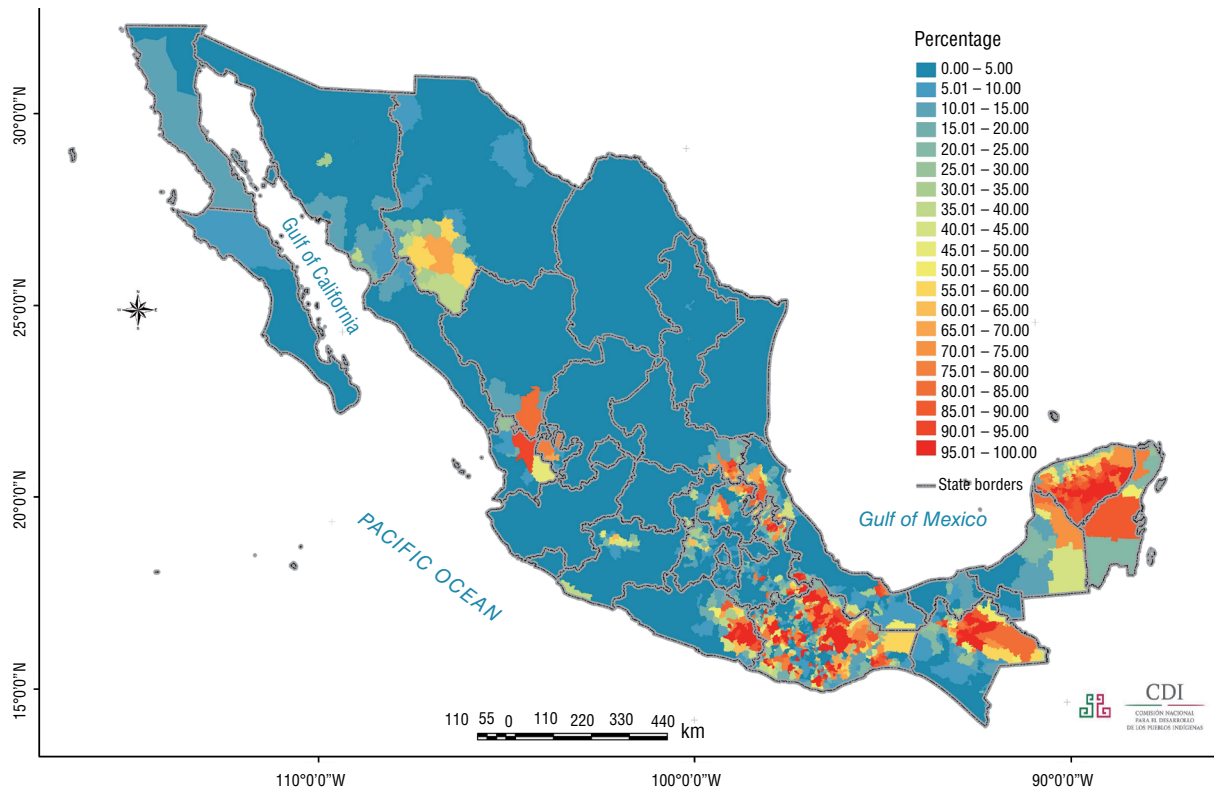 Percentage
0.00 – 5.00
5.01 – 10.00
10.01 – 15.00
15.01 – 20.00
20.01 – 25.00
25.01 – 30.00
30.01 – 35.00
35.01 – 40.00
40.01 – 45.00
45.01 – 50.00
50.01 – 55.00
55.01 – 60.00
60.01 – 65.00
65.01 – 70.00
70.01 – 75.00
75.01 – 80.00
80.01 – 85.00
85.01 – 90.00
90.01 – 95.00
95.01 – 100.00
State borders
30°0'0"N
25°0'0"N
20°0'0"N
15°0'0"N
Gulf of California
N
W
E
S
PACIFIC OCEAN
Gulf of Mexico
110 55 0 110 220 330 440 km
CDI
COMISIÓN NACIONAL
PARA EL DESARROLLO
DE LOS PUEBLOS INDÍGENAS
110°0'0"W
100°0'0"W
90°0'0"W